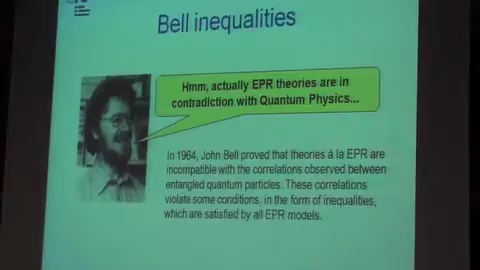 Bell inequalities
Hmm, actually EPR theories are in
contradiction with Quantum Physics...
In 1964, John Bell proved that theories à la EPR are
incompatible with the correlations observed between
entangled quantum particles. These correlations
violate some conditions, in the form of inequalities,
which are satisfied by all EPR models.